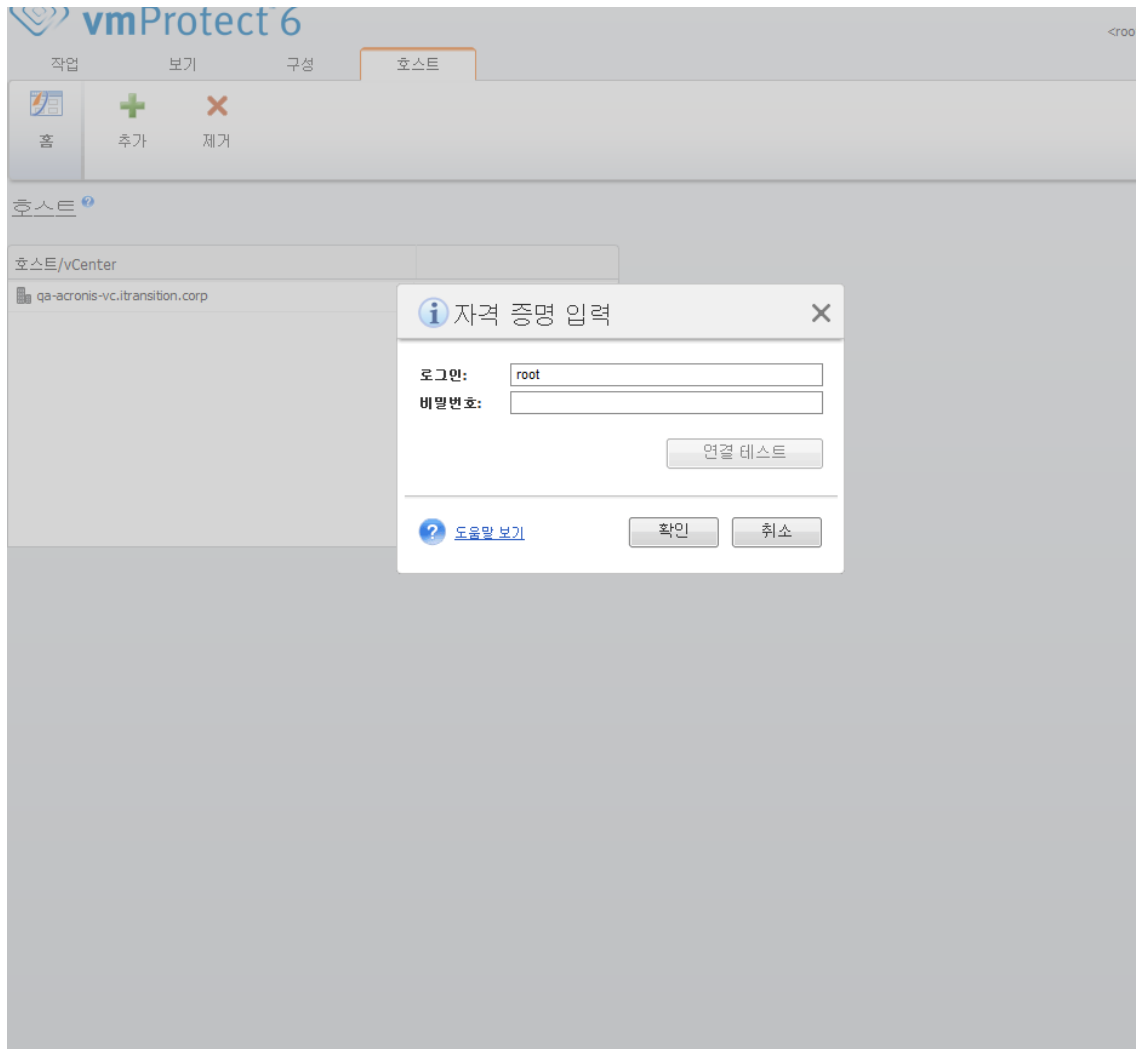 vmProtect™ 6
<roo
작업 보기 구성 호스트
홈 추가 제거
호스트
호스트/vCenter
qa-acronis-vc.itransition.corp
자격 증명 입력
로그인: root
비밀번호:
연결 테스트
도움말 보기 확인 취소